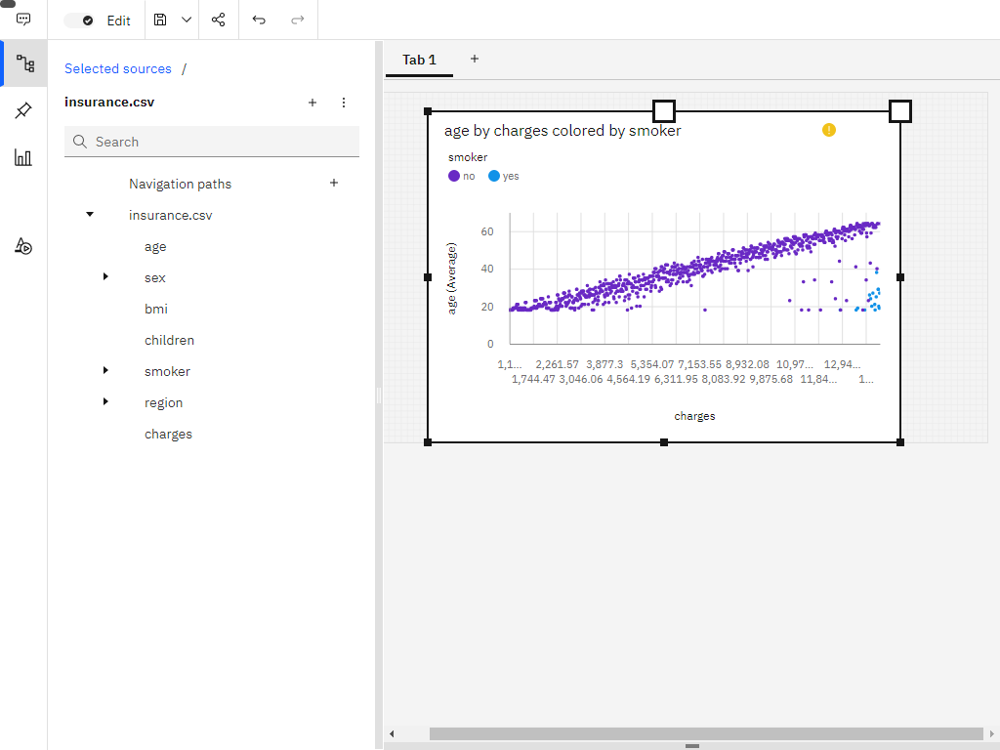 Edit
Tab 1
Selected sources /
insurance.csv
Search
Navigation paths
insurance.csv
age
sex
bmi
children
smoker
region
charges
age by charges colored by smoker
smoker
no yes
age (Average)
60
40
20
0
1,1... 2,261.57 3,877.3 5,354.07 7,153.55 8,932.08 10,97... 12,94...
1,744.47 3,046.06 4,564.19 6,311.95 8,083.92 9,875.68 11,84... 1...
charges